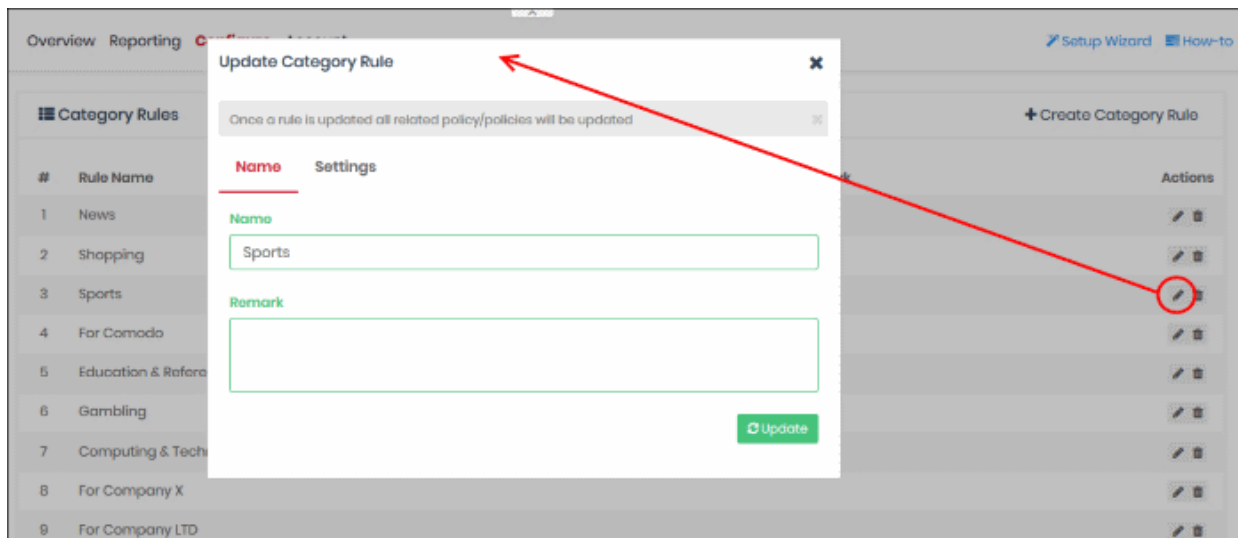 Overview Reporting
Setup Wizard How-to
Update Category Rule
Category Rules
Create Category Rule
Once a rule is updated all related policy/policies will be updated
Name Settings
# Rule Name Actions
1 News
Name
Sports
2 Shopping
3 Sports
Remark
4 For Comodo
5 Education &
6 Gambling
Update
7 Computing &
8 For Company X
9 For Company LTD